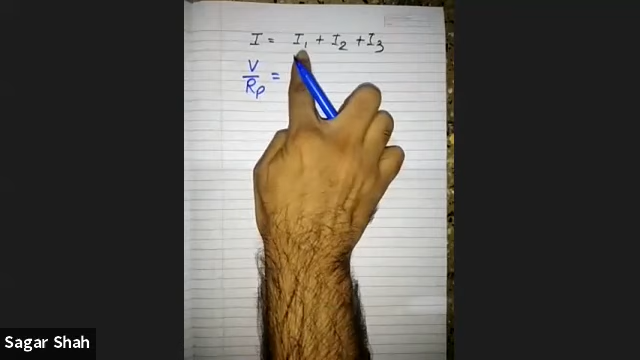 I = I₁ + I₂ + I₃
V/Rp =
Sagar Shah